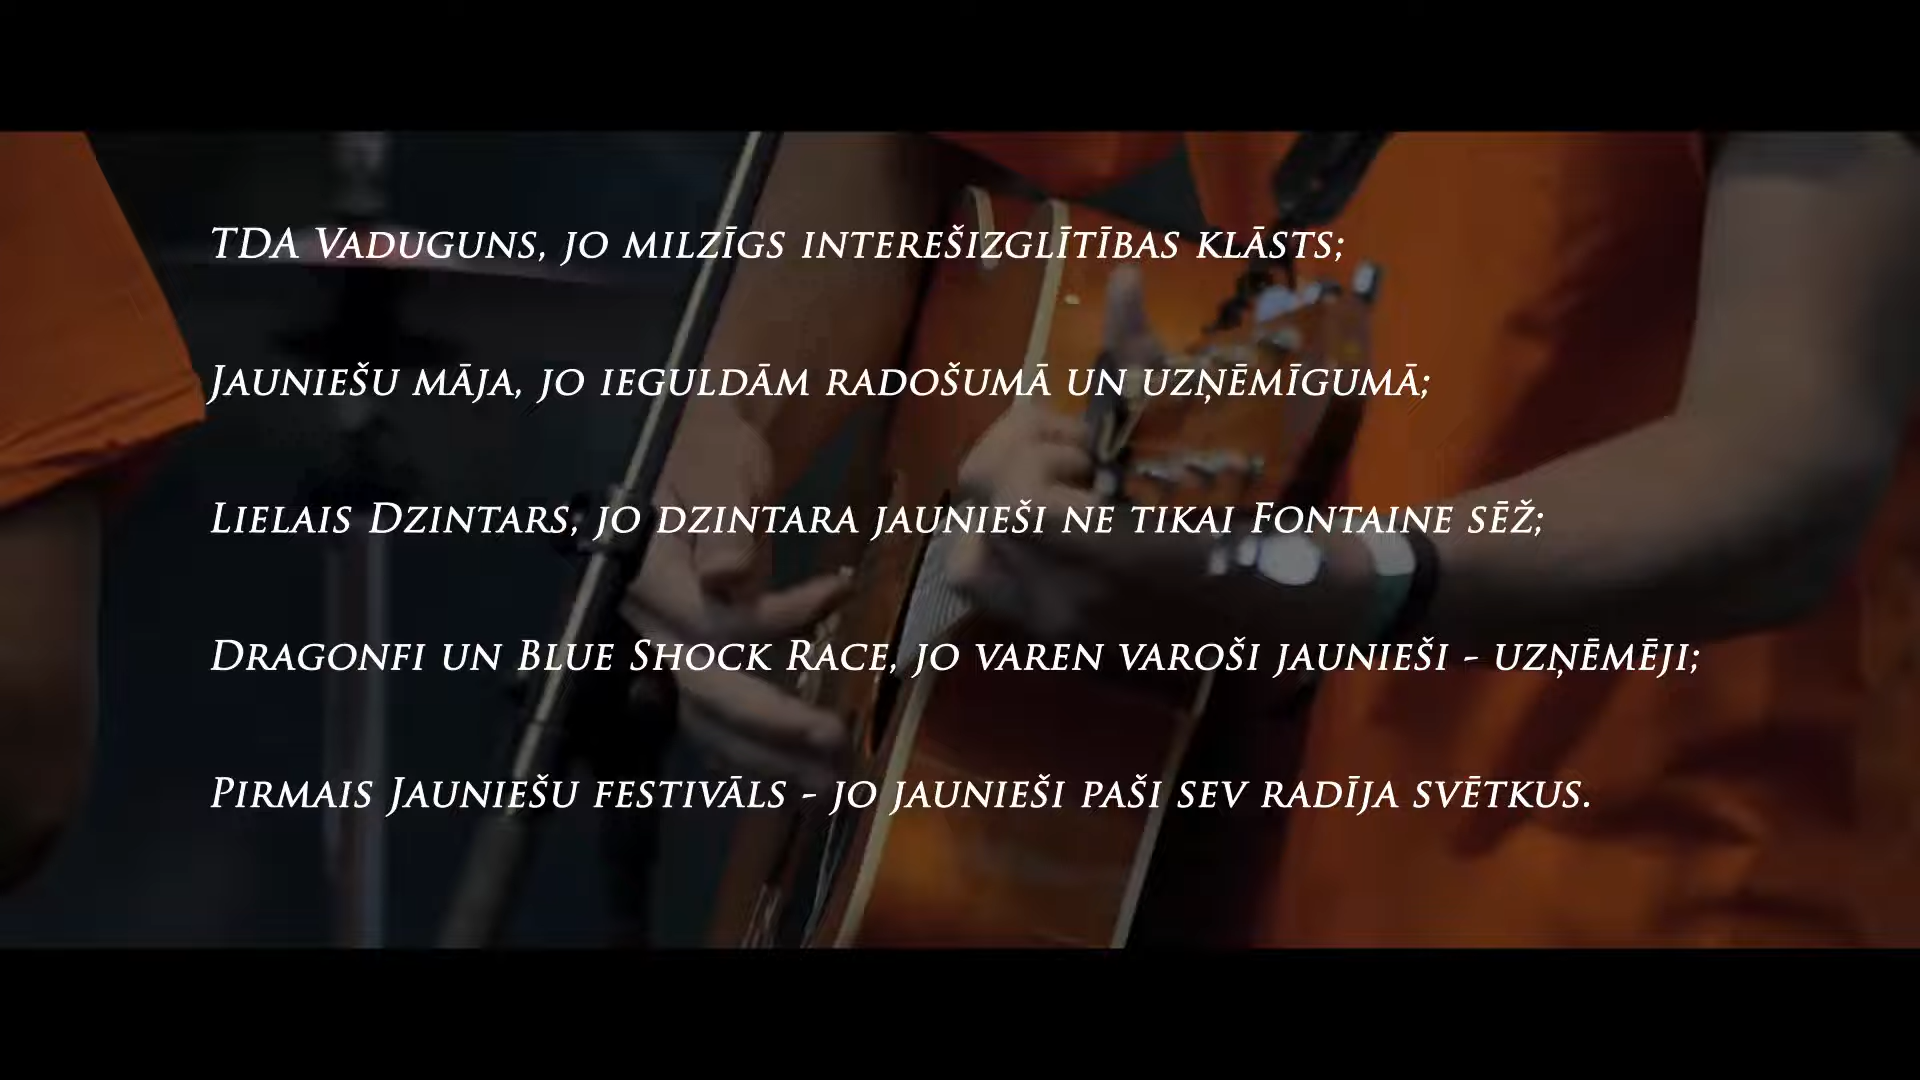 TDA Vaduguns, jo milzīgs interešizglītības klāsts;
Jauniešu māja, jo ieguldām radošumā un uzņēmīgumā;
Lielais Dzintars, jo dzintara jaunieši ne tikai Fontaine sēž;
Dragonfi un Blue Shock Race, jo varen varoši jaunieši - uzņēmēji;
Pirmais Jauniešu festivāls - jo jaunieši paši sev radīja svētkus.